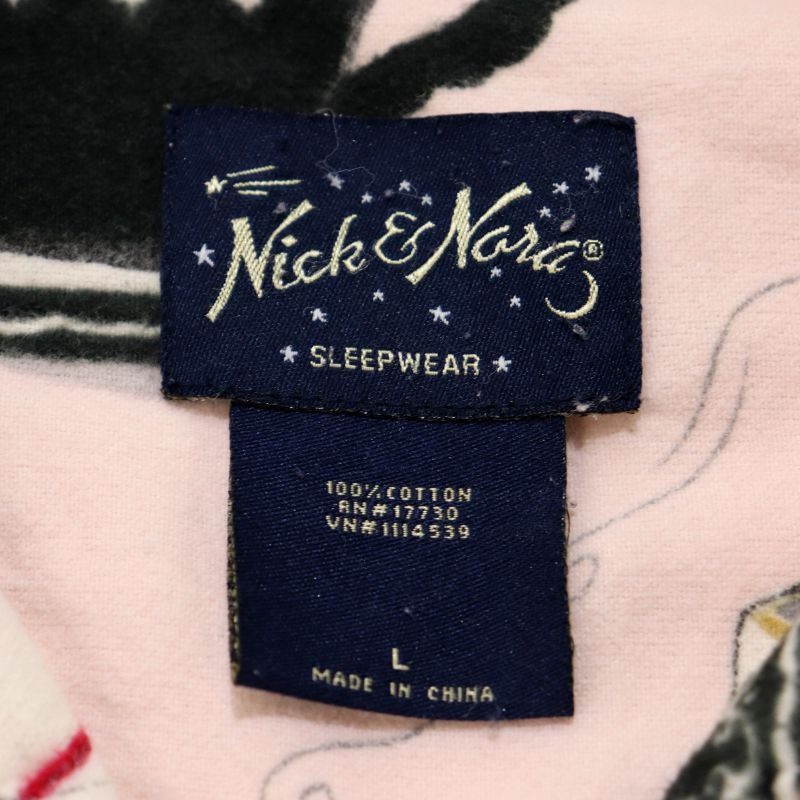 Nick & Nora®
SLEEPWEAR
100% COTTON
RN#17730
VN#1114539
L
MADE IN CHINA